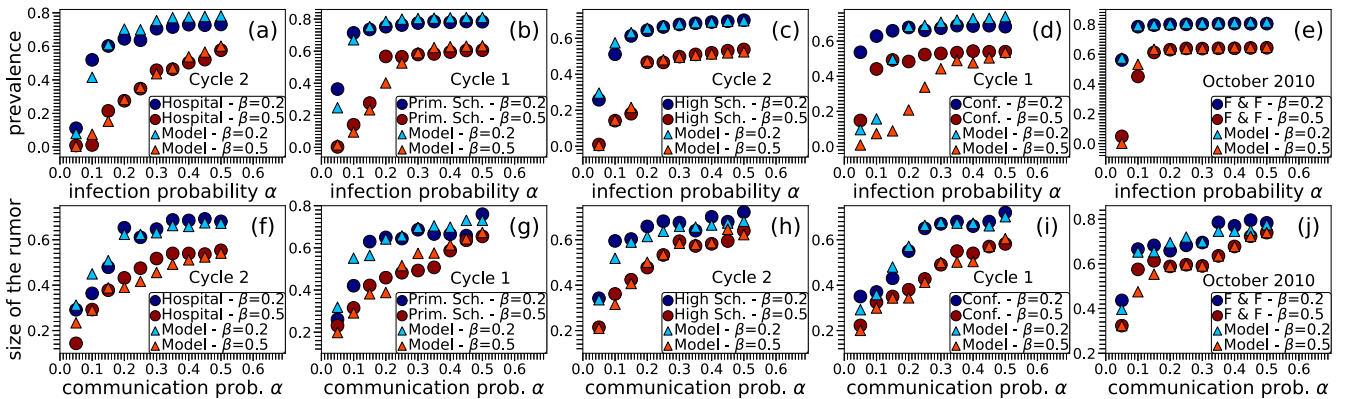 prevalence
0.8
0.6
0.4
0.2
0.0
(a)
Cycle 2
Hospital - β=0.2
Hospital - β=0.5
Model - β=0.2
Model - β=0.5
0.0 0.1 0.2 0.3 0.4 0.5 0.6
infection probability α
0.8
0.6
0.4
0.2
0.0
(b)
Cycle 1
Prim. Sch. - β=0.2
Prim. Sch. - β=0.5
Model - β=0.2
Model - β=0.5
0.0 0.1 0.2 0.3 0.4 0.5 0.6
infection probability α
0.8
0.6
0.4
0.2
0.0
(c)
Cycle 2
High Sch. - β=0.2
High Sch. - β=0.5
Model - β=0.2
Model - β=0.5
0.0 0.1 0.2 0.3 0.4 0.5 0.6
infection probability α
0.6
0.4
0.2
0.0
(d)
Cycle 1
Conf. - β=0.2
Conf. - β=0.5
Model - β=0.2
Model - β=0.5
0.0 0.1 0.2 0.3 0.4 0.5 0.6
infection probability α
0.8
0.6
0.4
0.2
0.0
(e)
October 2010
F & F - β=0.2
F & F - β=0.5
Model - β=0.2
Model - β=0.5
0.0 0.1 0.2 0.3 0.4 0.5 0.6
infection probability α
size of the rumor
0.6
0.4
0.2
(f)
Cycle 2
Hospital - β=0.2
Hospital - β=0.5
Model - β=0.2
Model - β=0.5
0.0 0.1 0.2 0.3 0.4 0.5 0.6
communication prob. α
0.8
0.6
0.4
0.2
(g)
Cycle 1
Prim. Sch. - β=0.2
Prim. Sch. - β=0.5
Model - β=0.2
Model - β=0.5
0.0 0.1 0.2 0.3 0.4 0.5 0.6
communication prob. α
0.6
0.4
0.2
(h)
Cycle 2
High Sch. - β=0.2
High Sch. - β=0.5
Model - β=0.2
Model - β=0.5
0.0 0.1 0.2 0.3 0.4 0.5 0.6
communication prob. α
0.6
0.4
0.2
(i)
Cycle 1
Conf. - β=0.2
Conf. - β=0.5
Model - β=0.2
Model - β=0.5
0.0 0.1 0.2 0.3 0.4 0.5 0.6
communication prob. α
0.8
0.6
0.4
0.2
(j)
October 2010
F & F - β=0.2
F & F - β=0.5
Model - β=0.2
Model - β=0.5
0.0 0.1 0.2 0.3 0.4 0.5 0.6
communication prob. α